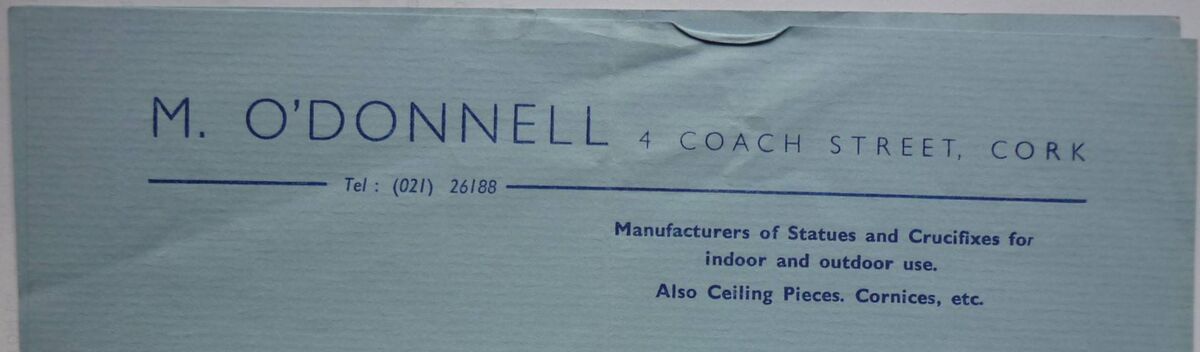 M. O'DONNELL 4 COACH STREET, CORK
Tel : (021) 26188
Manufacturers of Statues and Crucifixes for
indoor and outdoor use.
Also Ceiling Pieces. Cornices, etc.